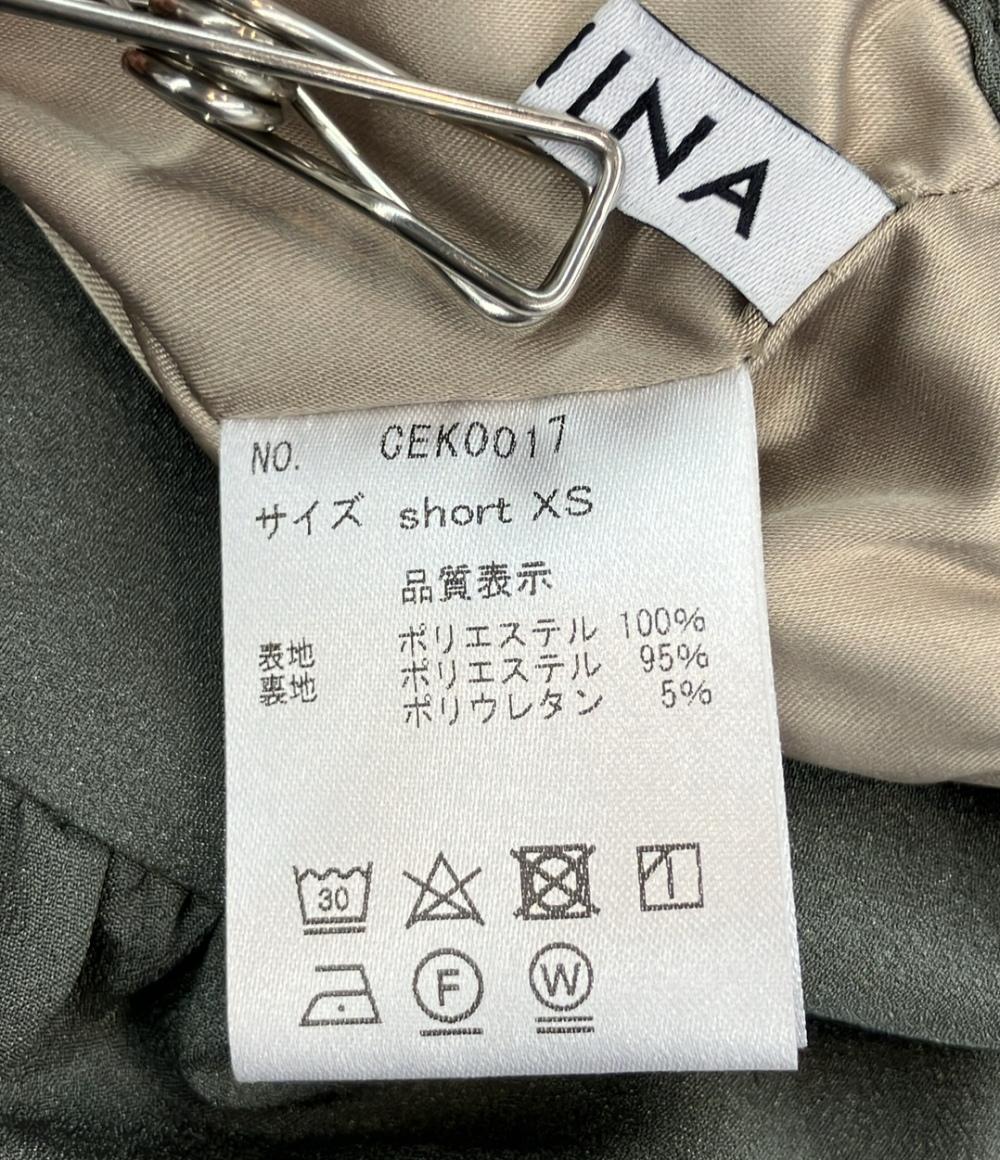 INA
NO. CEK0017
サイズ short XS
品質表示
表地 ポリエステル 100%
裏地 ポリエステル 95%
ポリウレタン 5%
30
F
W